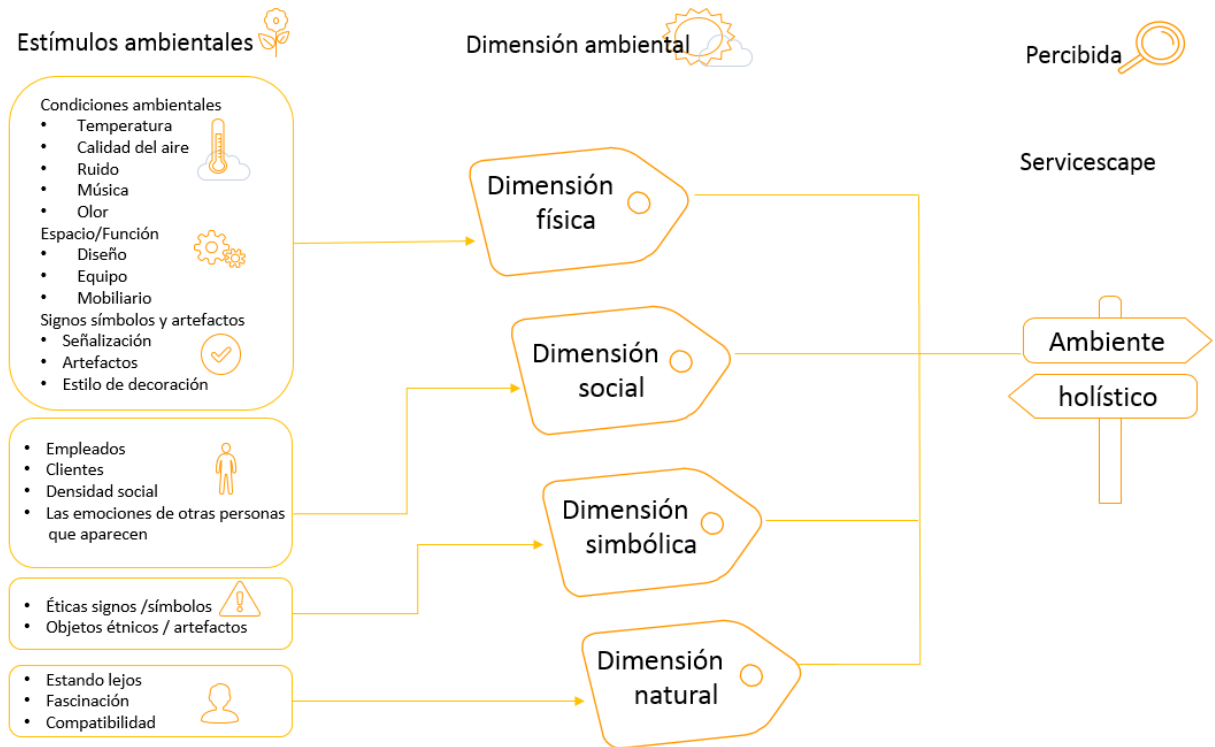 Estímulos ambientales
Dimensión ambiental
Percibida
Servicescape
Condiciones ambientales
• Temperatura
• Calidad del aire
• Ruido
• Música
• Olor
Espacio/Función
• Diseño
• Equipo
• Mobiliario
Signos símbolos y artefactos
• Señalización
• Artefactos
• Estilo de decoración
• Empleados
• Clientes
• Densidad social
• Las emociones de otras personas
que aparecen
• Éticas signos /símbolos
• Objetos étnicos / artefactos
• Estando lejos
• Fascinación
• Compatibilidad
Dimensión
física
Dimensión
social
Dimensión
simbólica
Dimensión
natural
Ambiente
holístico